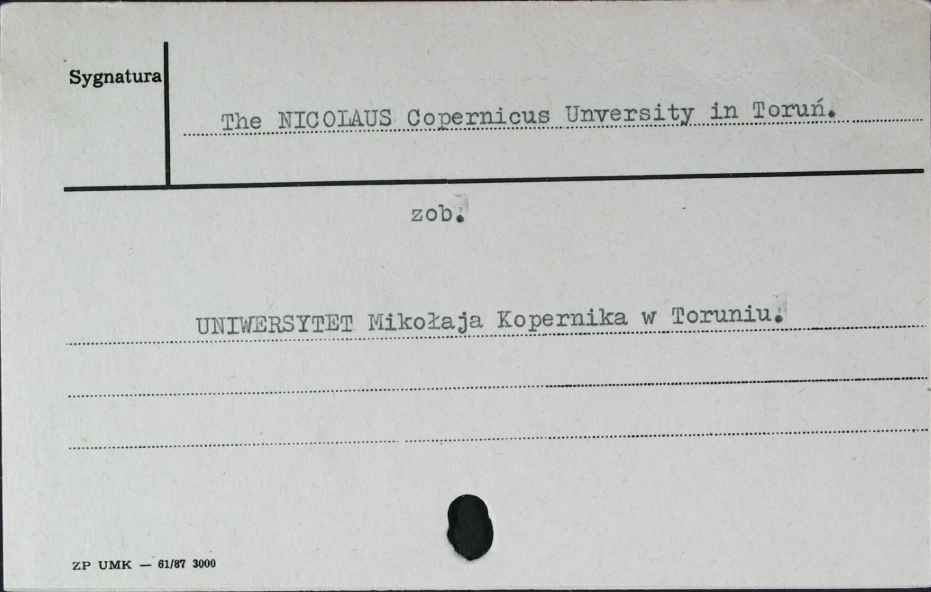 Sygnatura
The NICOLAUS Copernicus Unversity in Toruń.
zob.
UNIWERSYTET Mikołaja Kopernika w Toruniu.
ZP UMK — 61/87 3000